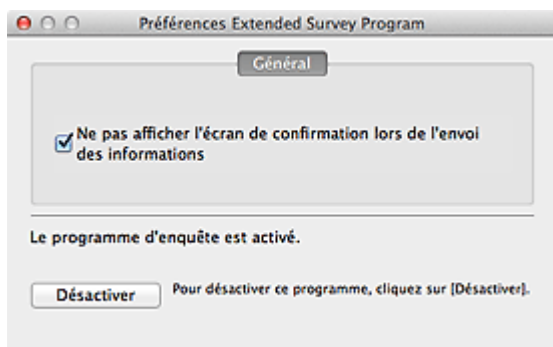 Préférences Extended Survey Program
Général
Ne pas afficher l'écran de confirmation lors de l'envoi
des informations
Le programme d'enquête est activé.
Désactiver
Pour désactiver ce programme, cliquez sur [Désactiver].